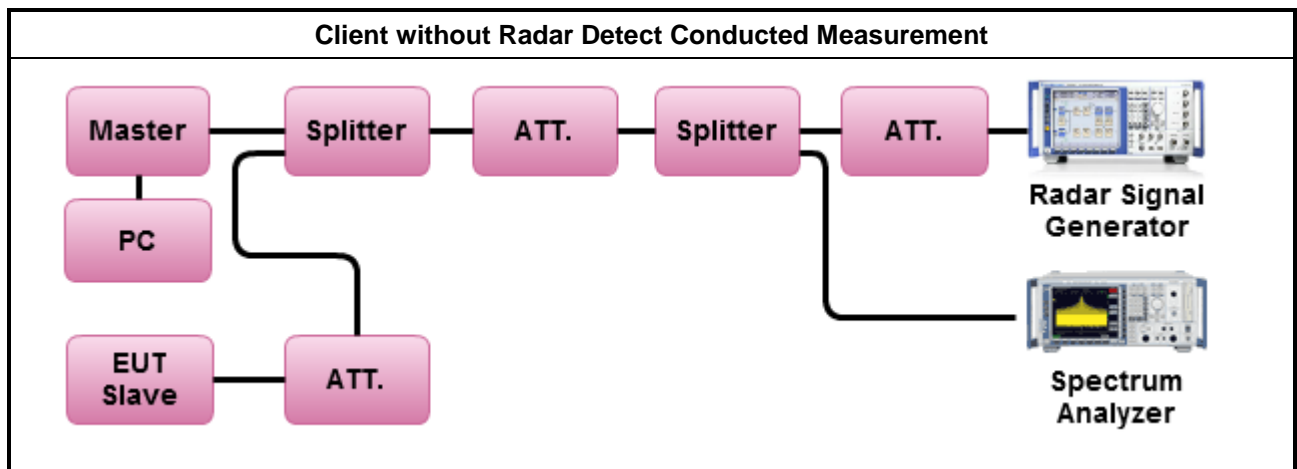 Client without Radar Detect Conducted Measurement
Master
Splitter
ATT.
Splitter
ATT.
Radar Signal
Generator
PC
EUT
Slave
ATT.
Spectrum
Analyzer